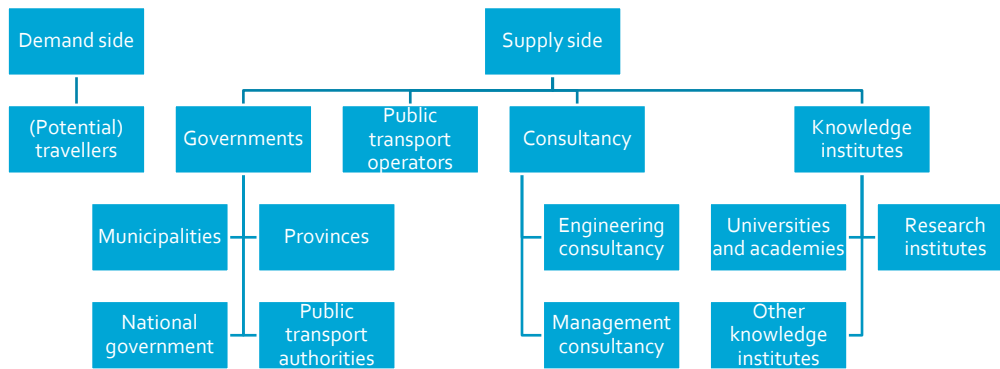 Demand side
Supply side
(Potential)
travellers
Governments
Public
transport
operators
Consultancy
Knowledge
institutes
Municipalities
Provinces
Engineering
consultancy
Universities
and academies
Research
institutes
National
government
Public
transport
authorities
Management
consultancy
Other
knowledge
institutes